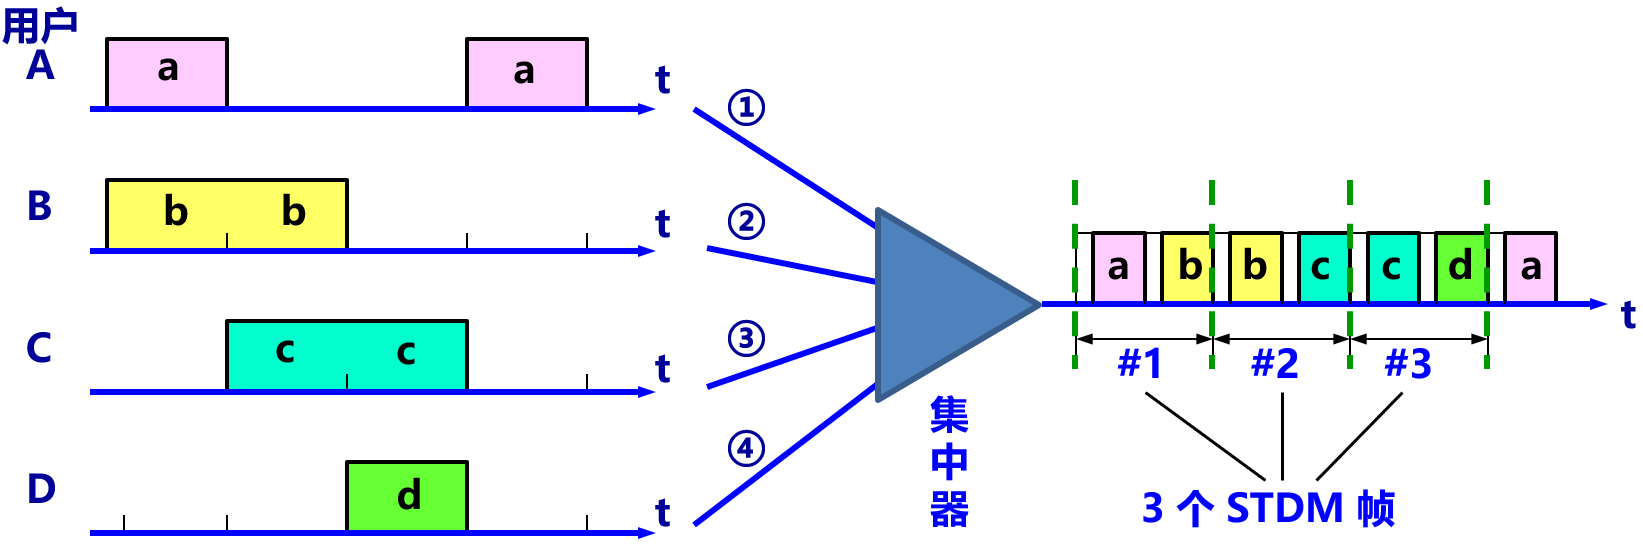 用户
A a a t
①
B b b t
②
a b b c c d a
t
C c c t
③
#1 #2 #3
④
集
中
器
D d t
3 个 STDM 帧